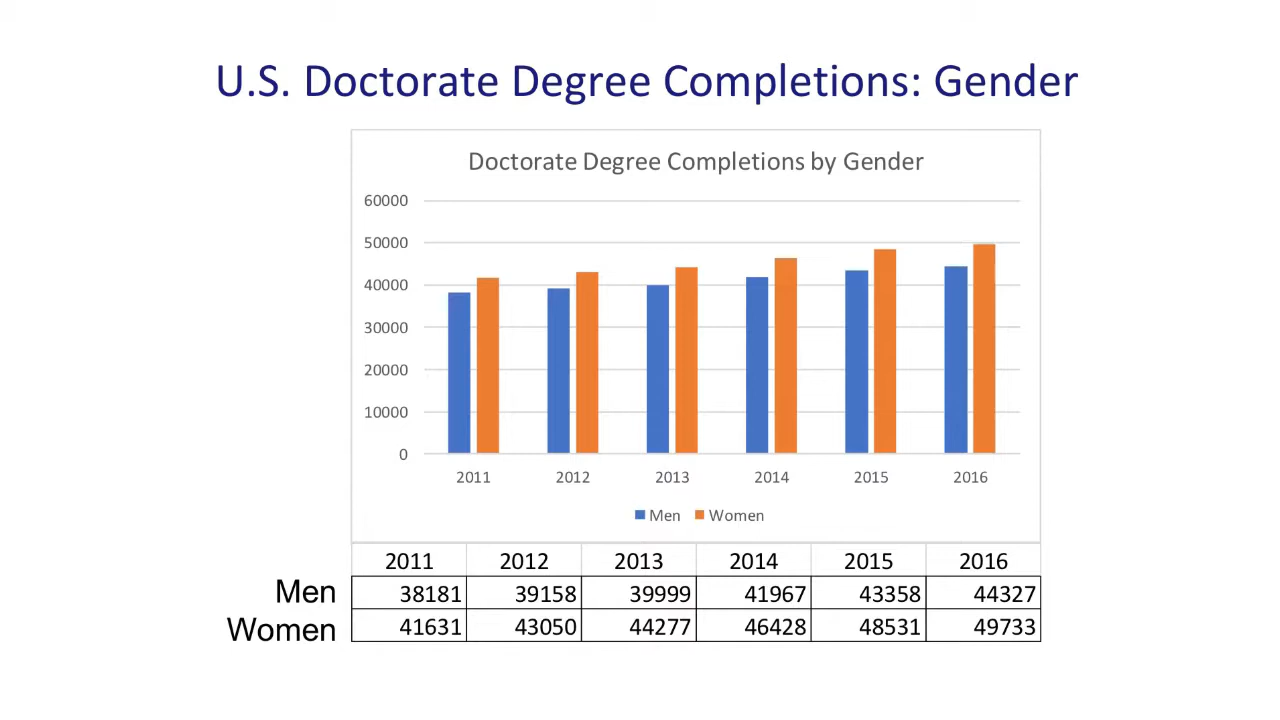 U.S. Doctorate Degree Completions: Gender
Doctorate Degree Completions by Gender
60000
50000
40000
30000
20000
10000
0
2011 2012 2013 2014 2015 2016
Men Women
2011 2012 2013 2014 2015 2016
Men 38181 39158 39999 41967 43358 44327
Women 41631 43050 44277 46428 48531 49733